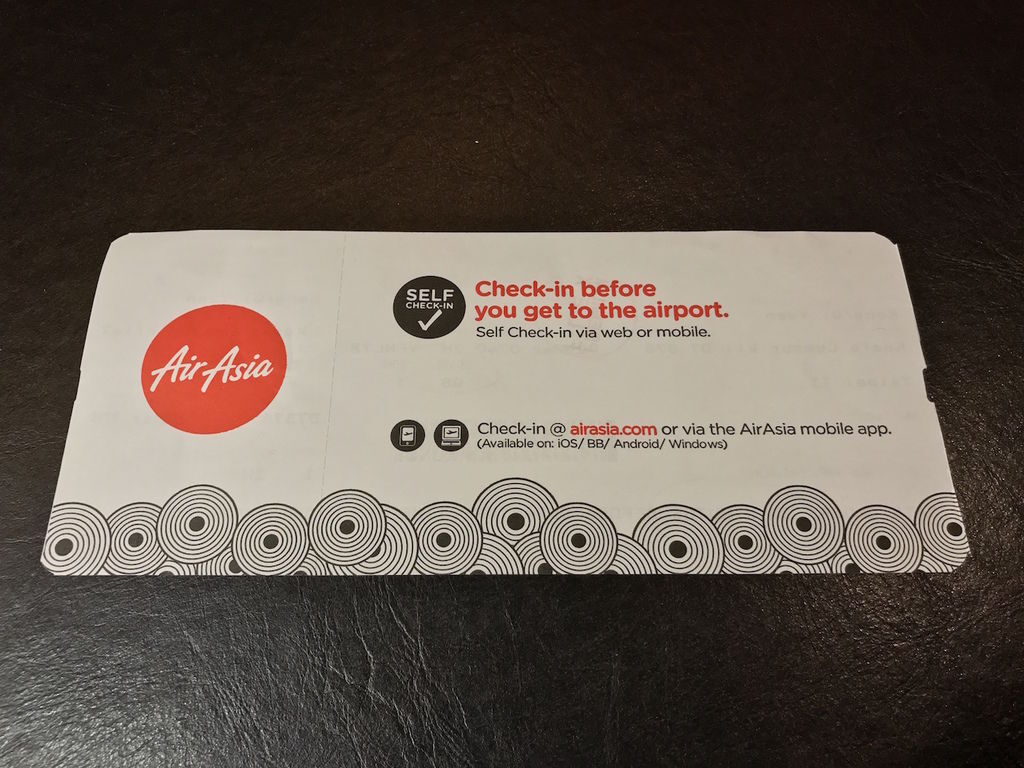 AirAsia
SELF
CHECK-IN
Check-in before
you get to the airport.
Self Check-in via web or mobile.
Check-in @ airasia.com or via the AirAsia mobile app.
(Available on: iOS/ BB/ Android/ Windows)